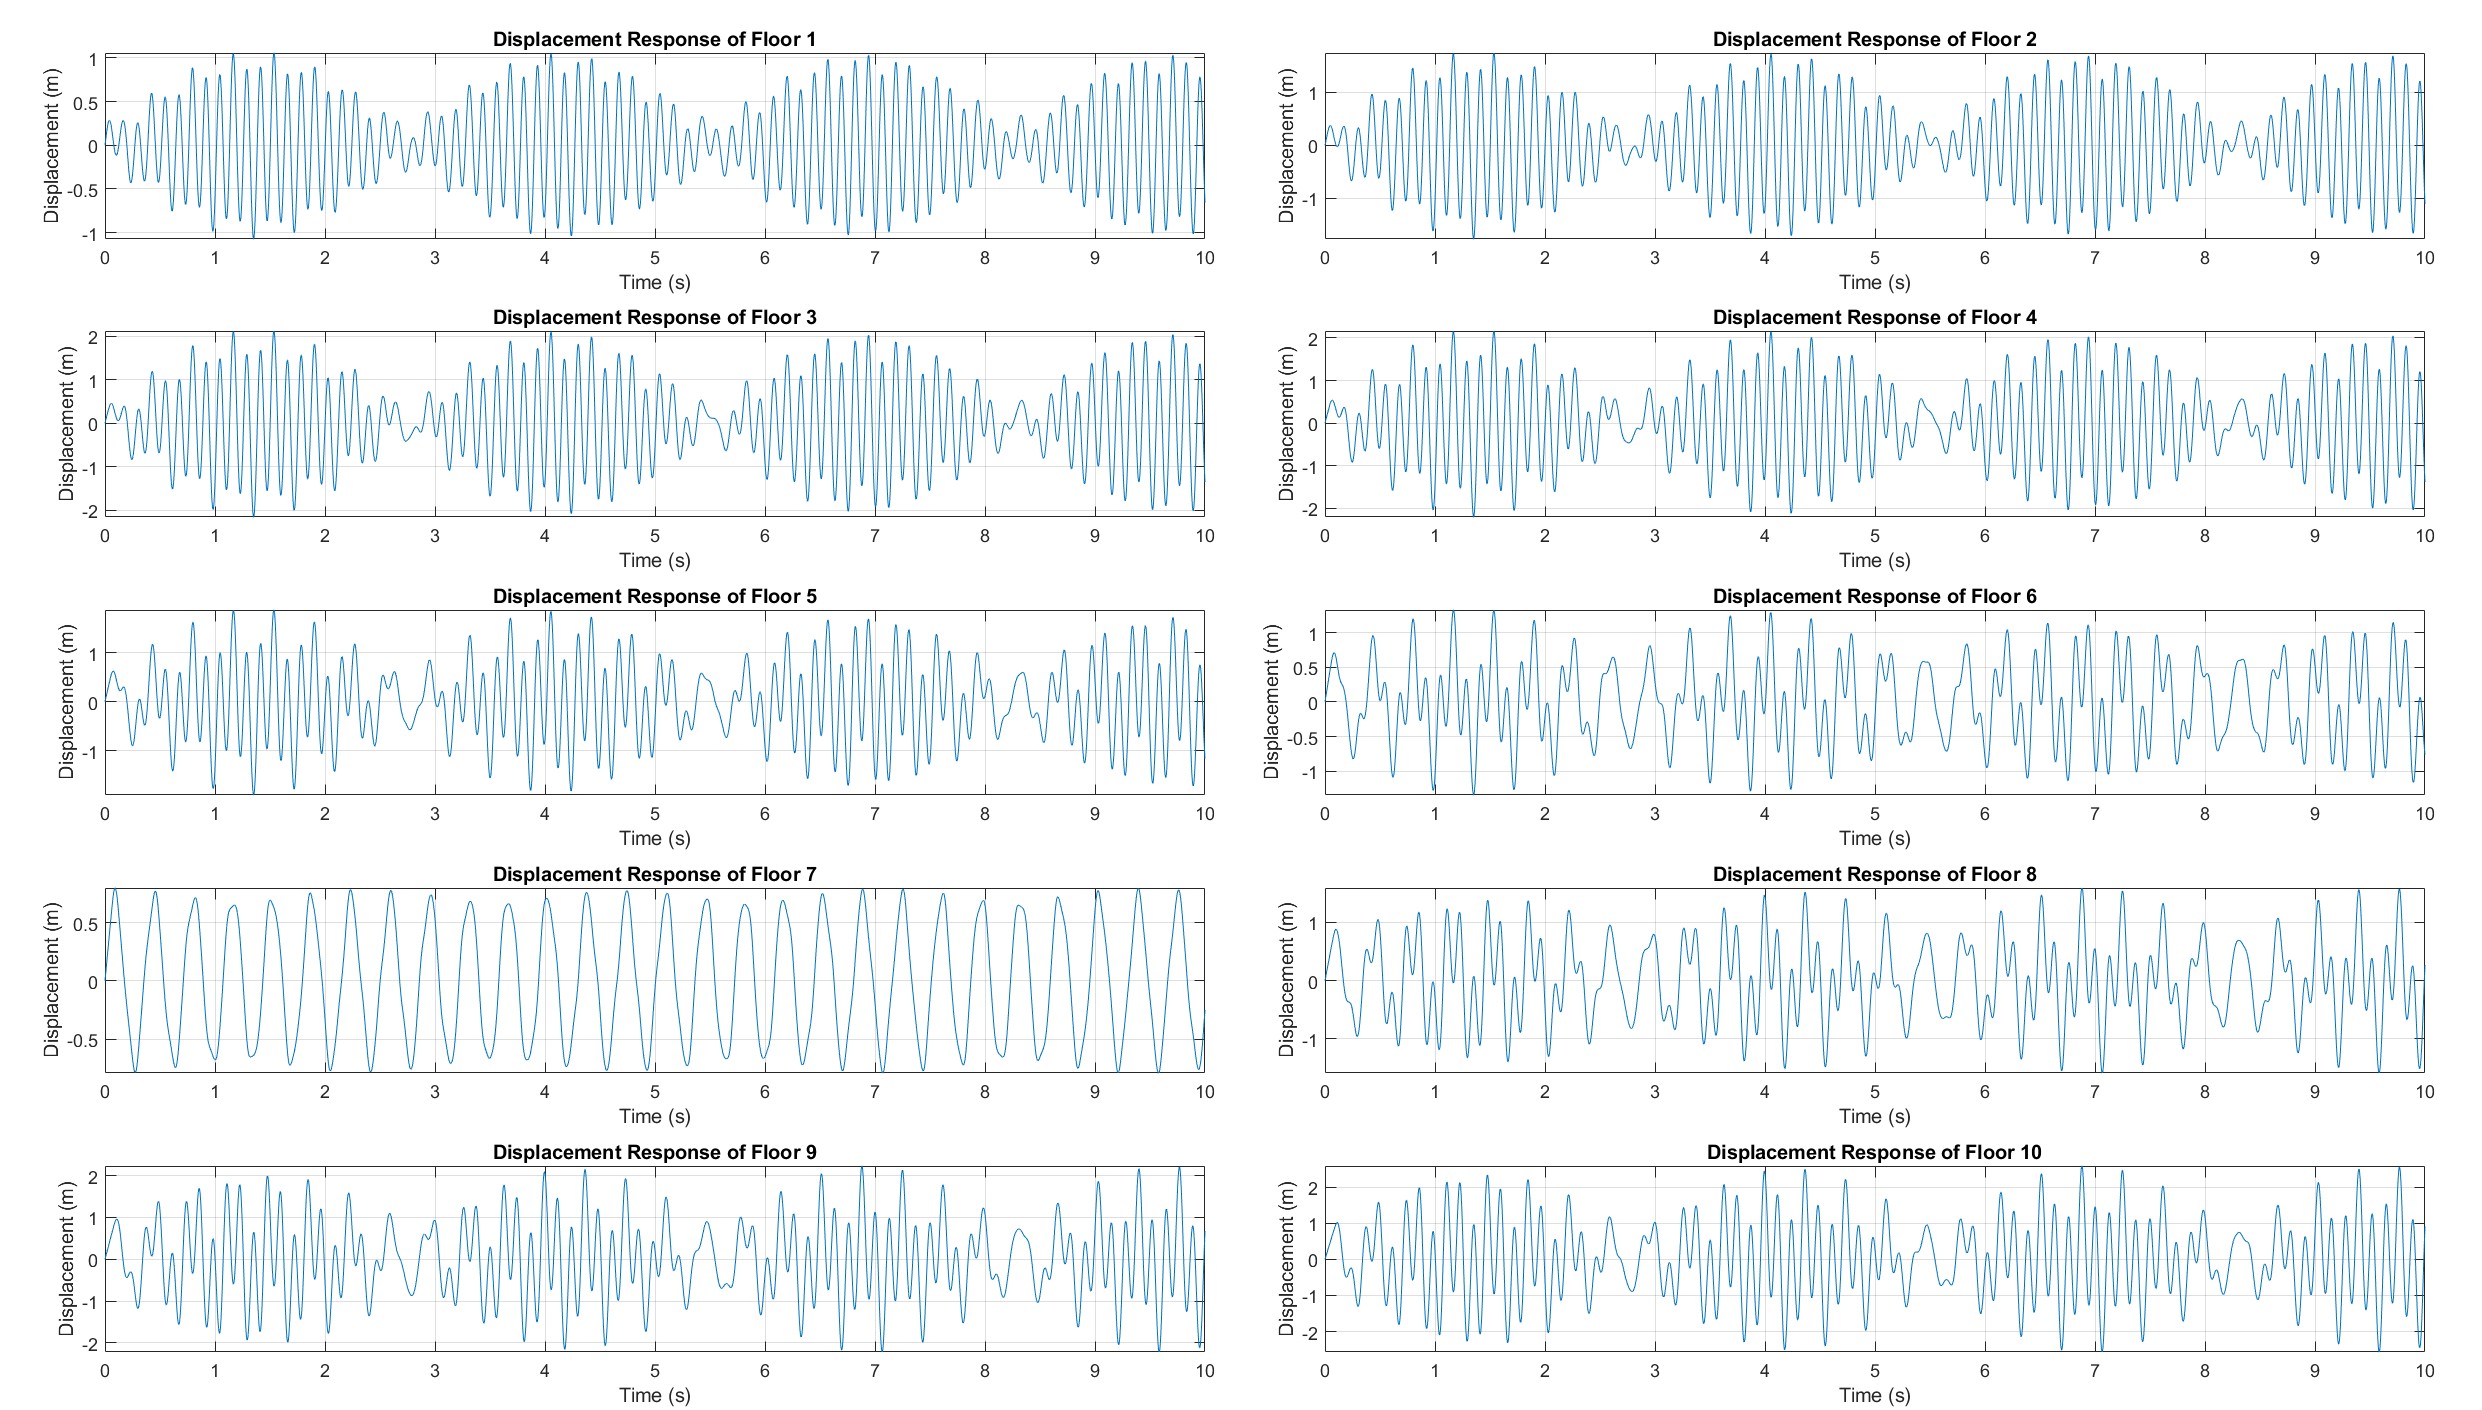 Displacement Response of Floor 1
Displacement (m)
1
0.5
0
-0.5
-1
0 1 2 3 4 5 6 7 8 9 10
Time (s)
Displacement Response of Floor 2
Displacement (m)
1
0
-1
0 1 2 3 4 5 6 7 8 9 10
Time (s)
Displacement Response of Floor 3
Displacement (m)
2
1
0
-1
-2
0 1 2 3 4 5 6 7 8 9 10
Time (s)
Displacement Response of Floor 4
Displacement (m)
2
1
0
-1
-2
0 1 2 3 4 5 6 7 8 9 10
Time (s)
Displacement Response of Floor 5
Displacement (m)
1
0
-1
0 1 2 3 4 5 6 7 8 9 10
Time (s)
Displacement Response of Floor 6
Displacement (m)
1
0.5
0
-0.5
-1
0 1 2 3 4 5 6 7 8 9 10
Time (s)
Displacement Response of Floor 7
Displacement (m)
0.5
0
-0.5
0 1 2 3 4 5 6 7 8 9 10
Time (s)
Displacement Response of Floor 8
Displacement (m)
1
0
-1
0 1 2 3 4 5 6 7 8 9 10
Time (s)
Displacement Response of Floor 9
Displacement (m)
2
1
0
-1
-2
0 1 2 3 4 5 6 7 8 9 10
Time (s)
Displacement Response of Floor 10
Displacement (m)
2
1
0
-1
-2
0 1 2 3 4 5 6 7 8 9 10
Time (s)